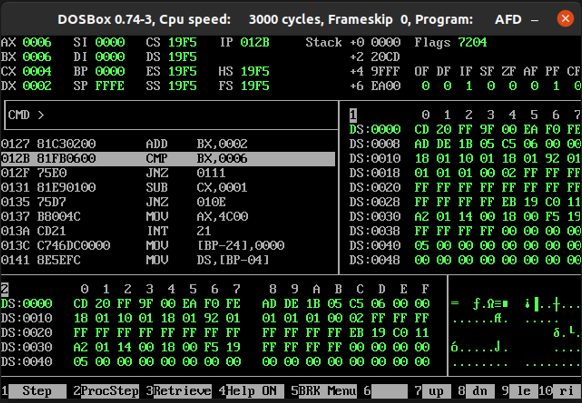 DOSBox 0.74-3, Cpu speed: 3000 cycles, Frameskip 0, Program: AFD
AX 0006 SI 0000 CS 19F5 IP 012B Stack +0 0000 Flags 7204
BX 0006 DI 0000 DS 19F5 +2 20CD
CX 0004 BP 0000 ES 19F5 HS 19F5 +4 9FFF OF DF IF SF ZF AF PF CF
DX 0002 SP FFFE SS 19F5 FS 19F5 +6 EA00 0 0 1 0 0 0 1 0
CMD >
0127 81C30200 ADD BX,0002
012B 81FB0600 CMP BX,0006
012F 75E0 JNZ 0111
0131 81E90100 SUB CX,0001
0135 75D7 JNZ 010E
0137 B8004C MOV AX,4C00
013A CD21 INT 21
013C C746DC0000 MOV [BP-24],0000
0141 8E5EFC MOV DS,[BP-04]
1 0 1 2 3 4 5 6 7
DS:0000 CD 20 FF 9F 00 EA F0 FE
DS:0008 AD DE 1B 05 C5 06 00 00
DS:0010 18 01 10 01 18 01 92 01
DS:0018 01 01 01 00 02 FF FF FF
DS:0020 FF FF FF FF FF FF FF FF
DS:0028 FF FF FF FF EB 19 C0 11
DS:0030 A2 01 14 00 18 00 F5 19
DS:0038 FF FF FF FF 00 00 00 00
DS:0040 05 00 00 00 00 00 00 00
DS:0048 00 00 00 00 00 00 00 00
2 0 1 2 3 4 5 6 7 8 9 A B C D E F
DS:0000 CD 20 FF 9F 00 EA F0 FE AD DE 1B 05 C5 06 00 00
DS:0010 18 01 10 01 18 01 92 01 01 01 01 00 02 FF FF FF
DS:0020 FF FF FF FF FF FF FF FF FF FF FF FF EB 19 C0 11
DS:0030 A2 01 14 00 18 00 F5 19 FF FF FF FF 00 00 00 00
DS:0040 05 00 00 00 00 00 00 00 00 00 00 00 00 00 00 00
1 Step 2 ProcStep 3 Retrieve 4 Help ON 5 BRK Menu 6 7 up 8 dn 9 le 10 ri